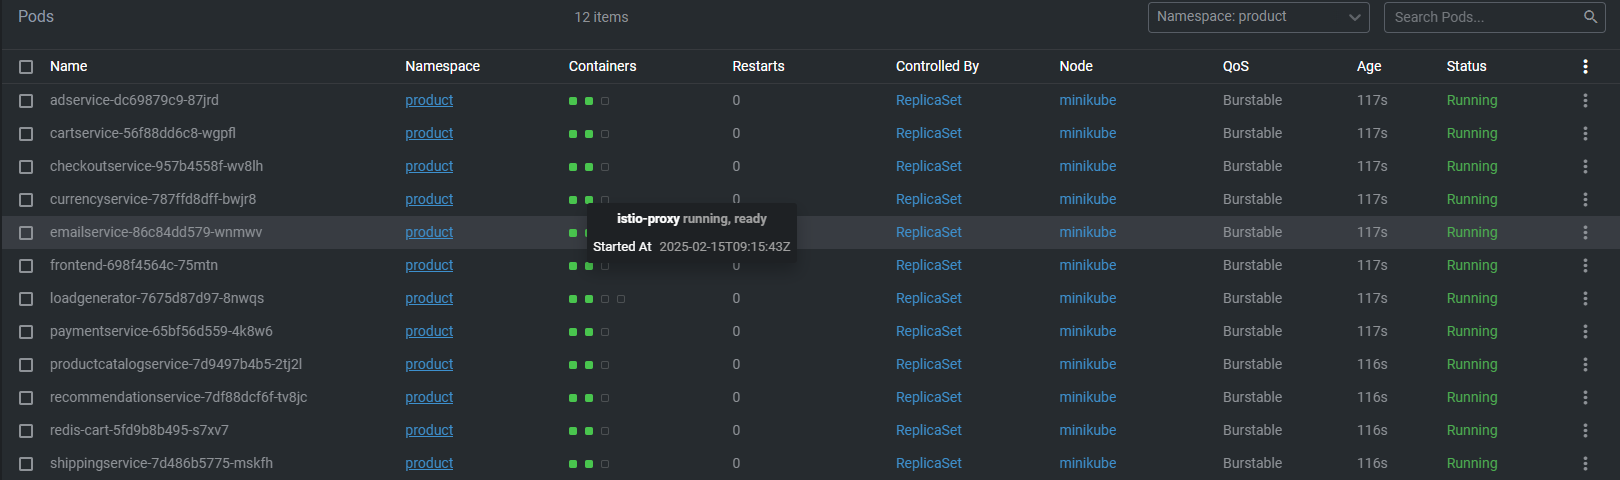 Pods 12 items Namespace: product Search Pods...
Name Namespace Containers Restarts Controlled By Node QoS Age Status
adservice-dc69879c9-87jrd product 0 ReplicaSet minikube Burstable 117s Running
cartservice-56f88dd6c8-wgpfl product 0 ReplicaSet minikube Burstable 117s Running
checkoutservice-957b4558f-wv8lh product 0 ReplicaSet minikube Burstable 117s Running
currencyservice-787ffd8dff-bwjr8 product 0 ReplicaSet minikube Burstable 117s Running
istio-proxy running, ready
emailservice-86c84dd579-wnmwv product ReplicaSet minikube Burstable 117s Running
Started At 2025-02-15T09:15:43Z
frontend-698f4564c-75mtn product 0 ReplicaSet minikube Burstable 117s Running
loadgenerator-7675d87d97-8nwqs product 0 ReplicaSet minikube Burstable 117s Running
paymentservice-65bf56d559-4k8w6 product 0 ReplicaSet minikube Burstable 117s Running
productcatalogservice-7d9497b4b5-2tj2l product 0 ReplicaSet minikube Burstable 116s Running
recommendationservice-7df88dcf6f-tv8jc product 0 ReplicaSet minikube Burstable 116s Running
redis-cart-5fd9b8b495-s7xv7 product 0 ReplicaSet minikube Burstable 116s Running
shippingservice-7d486b5775-mskfh product 0 ReplicaSet minikube Burstable 116s Running